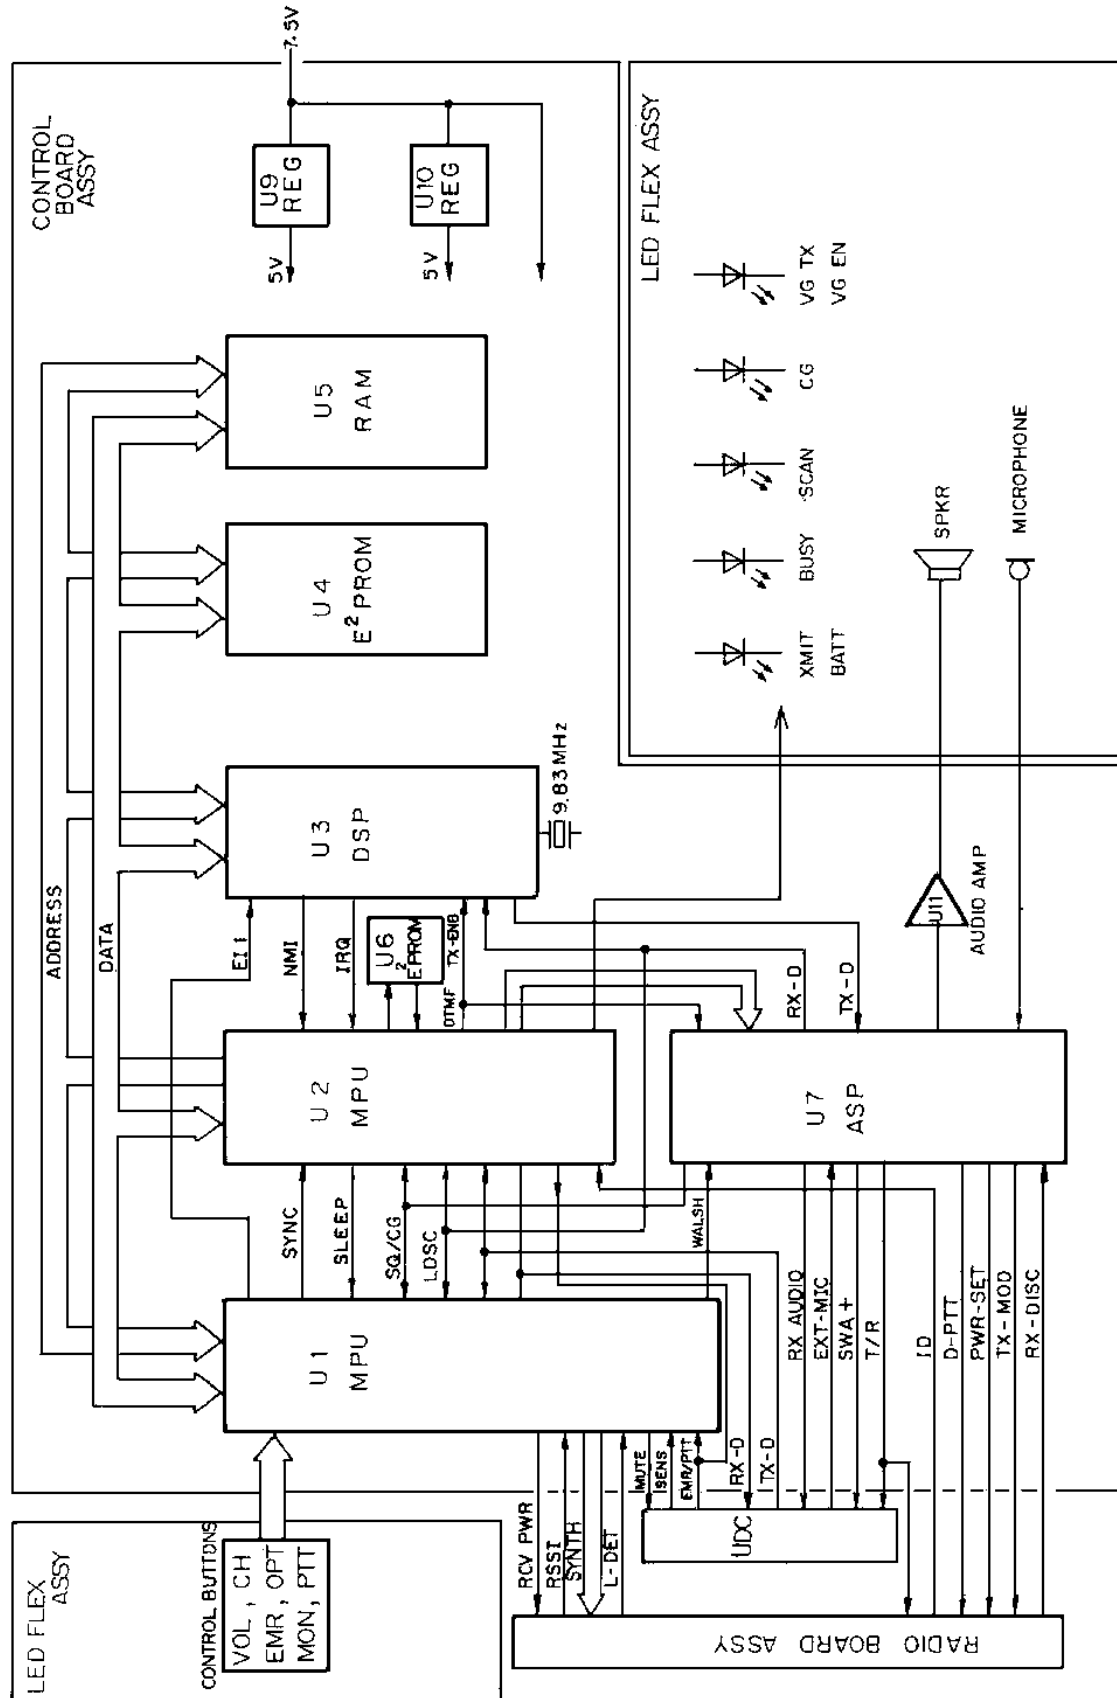 LED FLEX
ASSY
CONTROL BUTTONS
VOL, CH
EMR, OPT
MON, PTT
CONTROL
BOARD
ASSY
ADDRESS
DATA
7.5V
U9
REG
5V
U10
REG
5V
U1
MPU
U2
MPU
U3
DSP
9.83MHz
U4
E²PROM
U5
RAM
U6
E²PROM
EI1
NMI
IRQ
DTMF
TX-ENB
SYNC
SLEEP
SQ/CG
LDSC
WALSH
RX-D
TX-D
U7
ASP
U11
AUDIO AMP
SPKR
MICROPHONE
LED FLEX ASSY
XMIT
BATT
BUSY
SCAN
CG
VG TX
VG EN
RCV PWR
RSSI
SYNTH
L-DET
MUTE
SENS
EMR/PTT
RX-D
TX-D
UDC
RX AUDIO
EXT-MIC
SWA+
T/R
ID
D-PTT
PWR-SET
TX-MOD
RX-DISC
RADIO BOARD ASSY